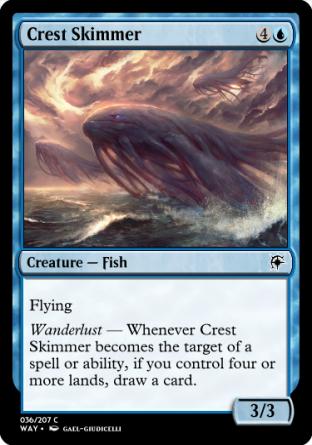 Crest Skimmer 4
Creature — Fish
Flying
Wanderlust — Whenever Crest
Skimmer becomes the target of a
spell or ability, if you control four
or more lands, draw a card.
3/3
036/207 C
WAY • GAEL-GIUDICELLI